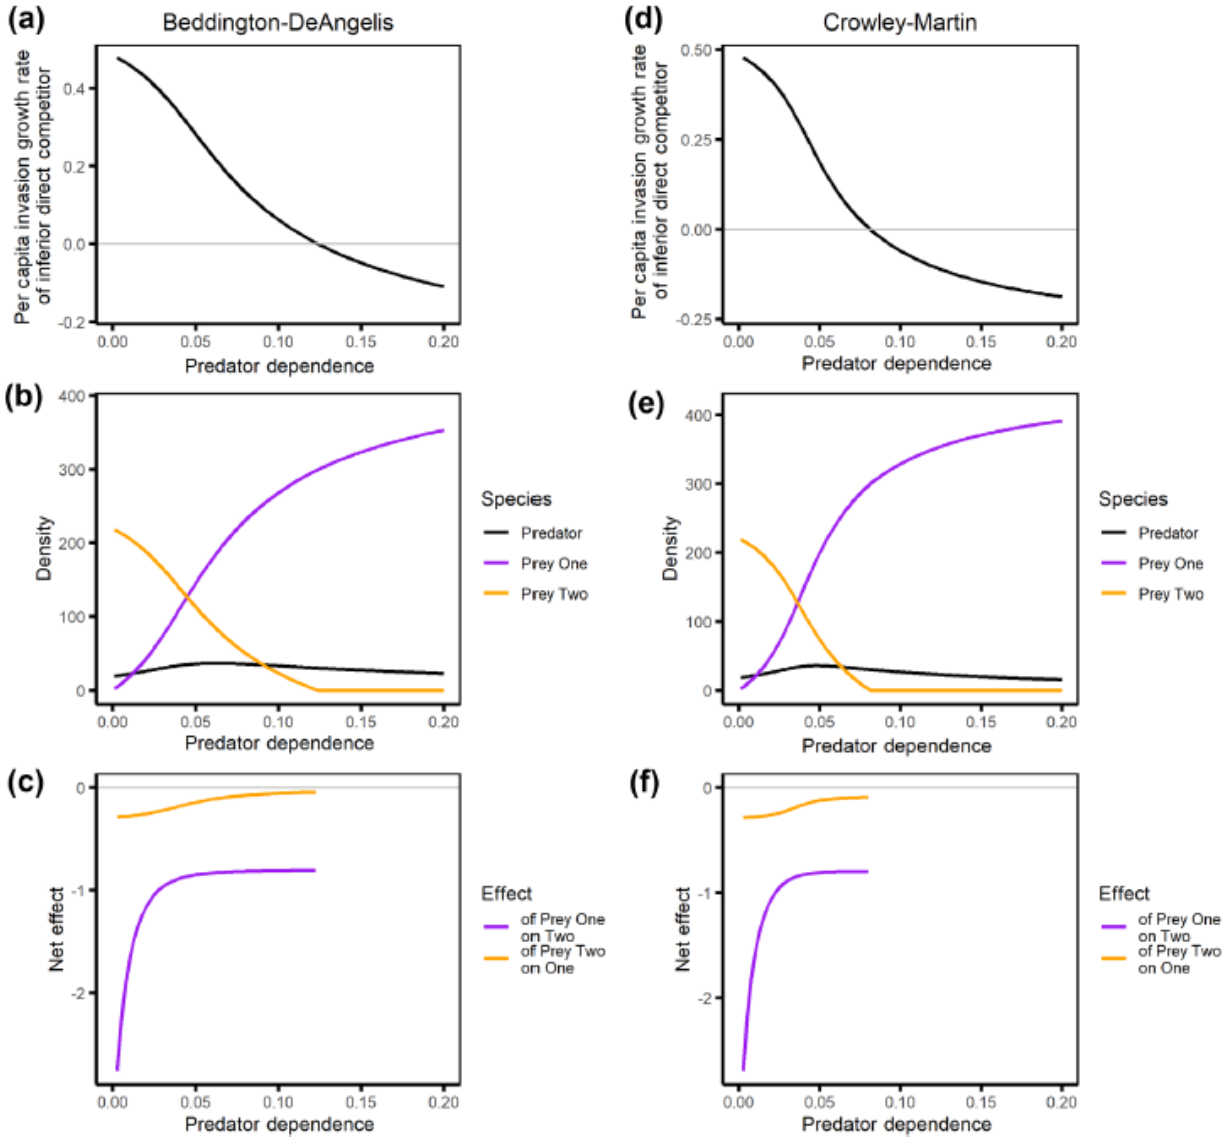 (a)
Beddington-DeAngelis
Per capita invasion growth rate
of inferior direct competitor
0.4
0.2
0.0
-0.2
0.00 0.05 0.10 0.15 0.20
Predator dependence
(d)
Crowley-Martin
Per capita invasion growth rate
of inferior direct competitor
0.50
0.25
0.00
-0.25
0.00 0.05 0.10 0.15 0.20
Predator dependence
(b)
Density
400
300
200
100
0
0.00 0.05 0.10 0.15 0.20
Predator dependence
Species
Predator
Prey One
Prey Two
(e)
Density
400
300
200
100
0
0.00 0.05 0.10 0.15 0.20
Predator dependence
Species
Predator
Prey One
Prey Two
(c)
Net effect
0
-1
-2
0.00 0.05 0.10 0.15 0.20
Predator dependence
Effect
of Prey One
on Two
of Prey Two
on One
(f)
Net effect
0
-1
-2
0.00 0.05 0.10 0.15 0.20
Predator dependence
Effect
of Prey One
on Two
of Prey Two
on One